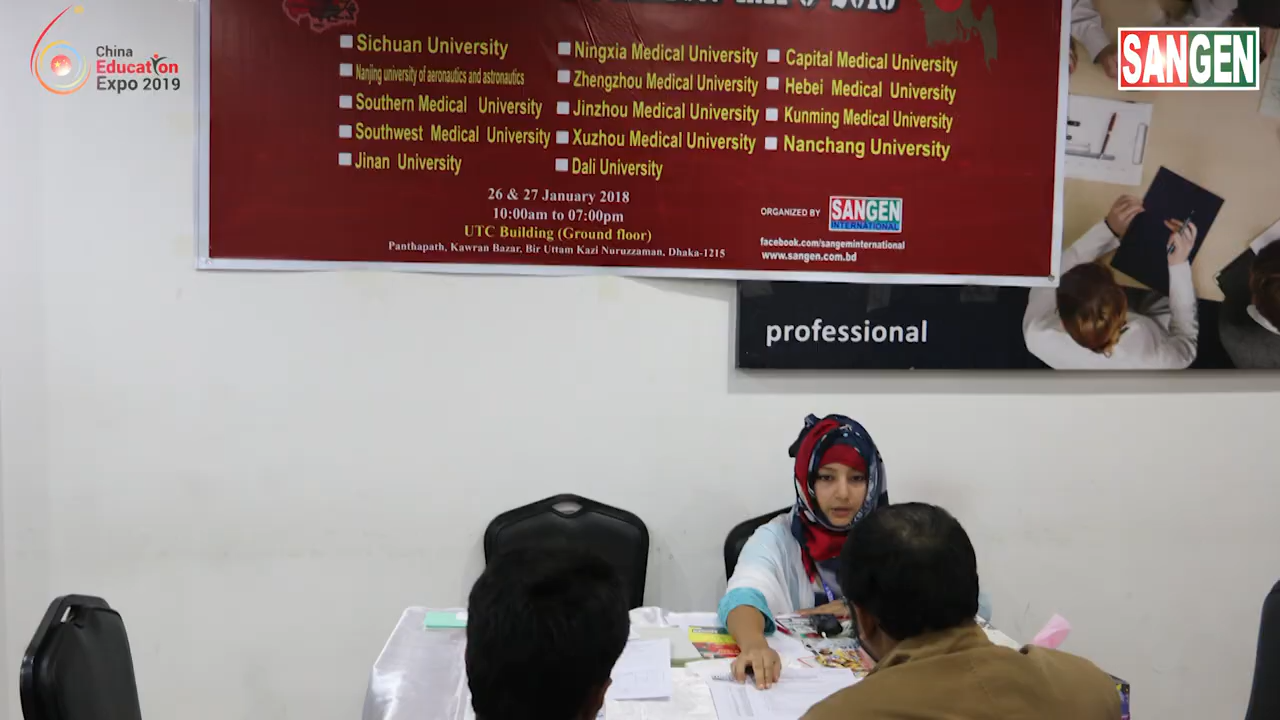 China
Education
Expo 2019
SANGEN
Sichuan University
Nanjing university of aeronautics and astronautics
Southern Medical University
Southwest Medical University
Jinan University
Ningxia Medical University
Zhengzhou Medical University
Jinzhou Medical University
Xuzhou Medical University
Dali University
Capital Medical University
Hebei Medical University
Kunming Medical University
Nanchang University
26 & 27 January 2018
10:00am to 07:00pm
UTC Building (Ground floor)
Panthapath, Kawran Bazar, Bir Uttam Kazi Nuruzzaman, Dhaka-1215
ORGANIZED BY
SANGEN
INTERNATIONAL
facebook.com/sangeninternational
www.sangen.com.bd
professional